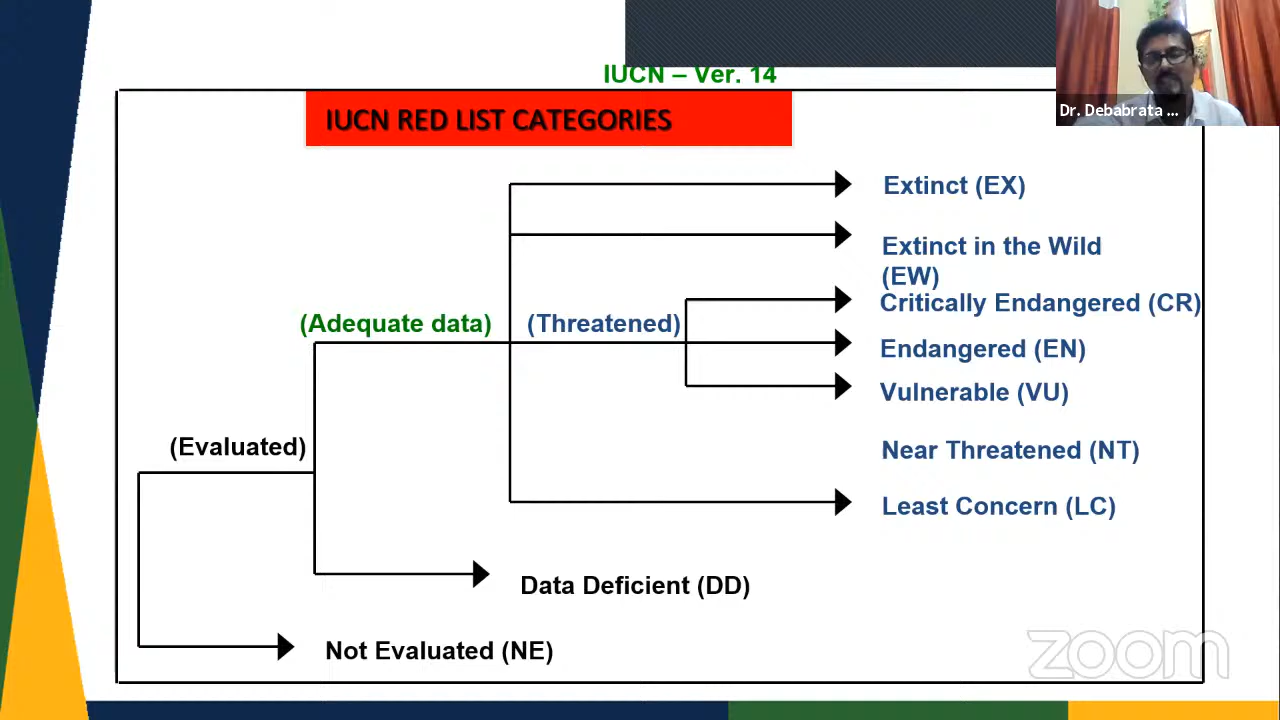 IUCN – Ver. 14
Dr. Debabrata ...
IUCN RED LIST CATEGORIES
Extinct (EX)
Extinct in the Wild
(EW)
Critically Endangered (CR)
(Adequate data)
(Threatened)
Endangered (EN)
Vulnerable (VU)
(Evaluated)
Near Threatened (NT)
Least Concern (LC)
Data Deficient (DD)
Not Evaluated (NE)
zoom